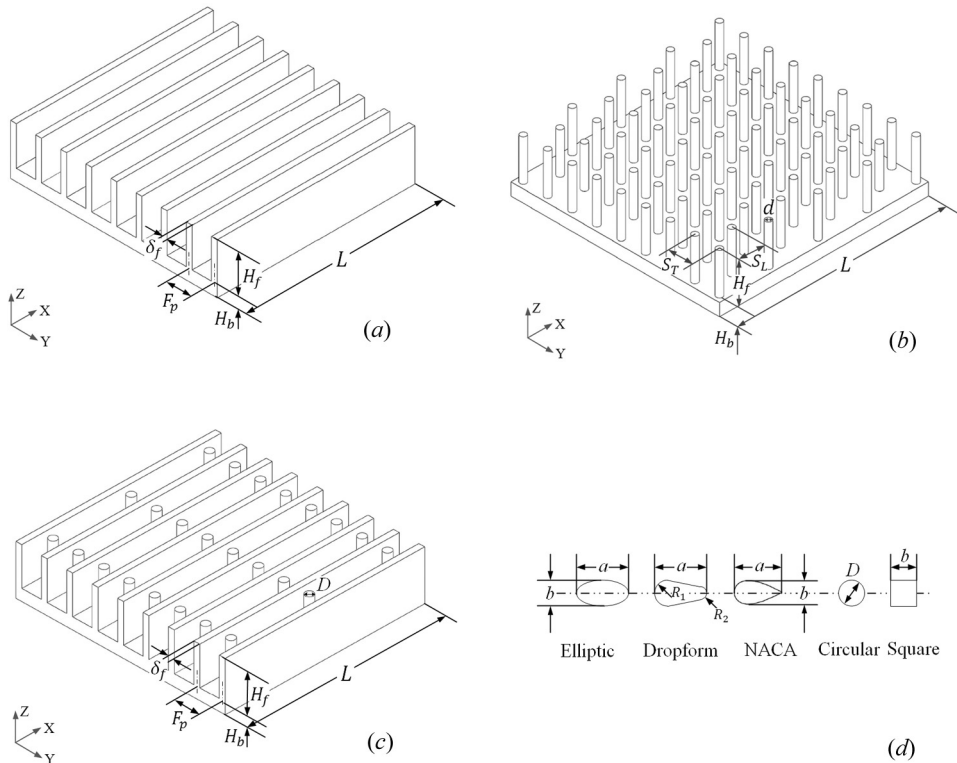 δf
Fp
Hf
Hb
L
Z
X
Y
(a)
d
ST
SL
Hf
L
Hb
Z
X
Y
(b)
D
δf
Fp
Hf
Hb
L
Z
X
Y
(c)
a
a
a
b
b
b
D
R1
R2
Elliptic Dropform NACA Circular Square
(d)